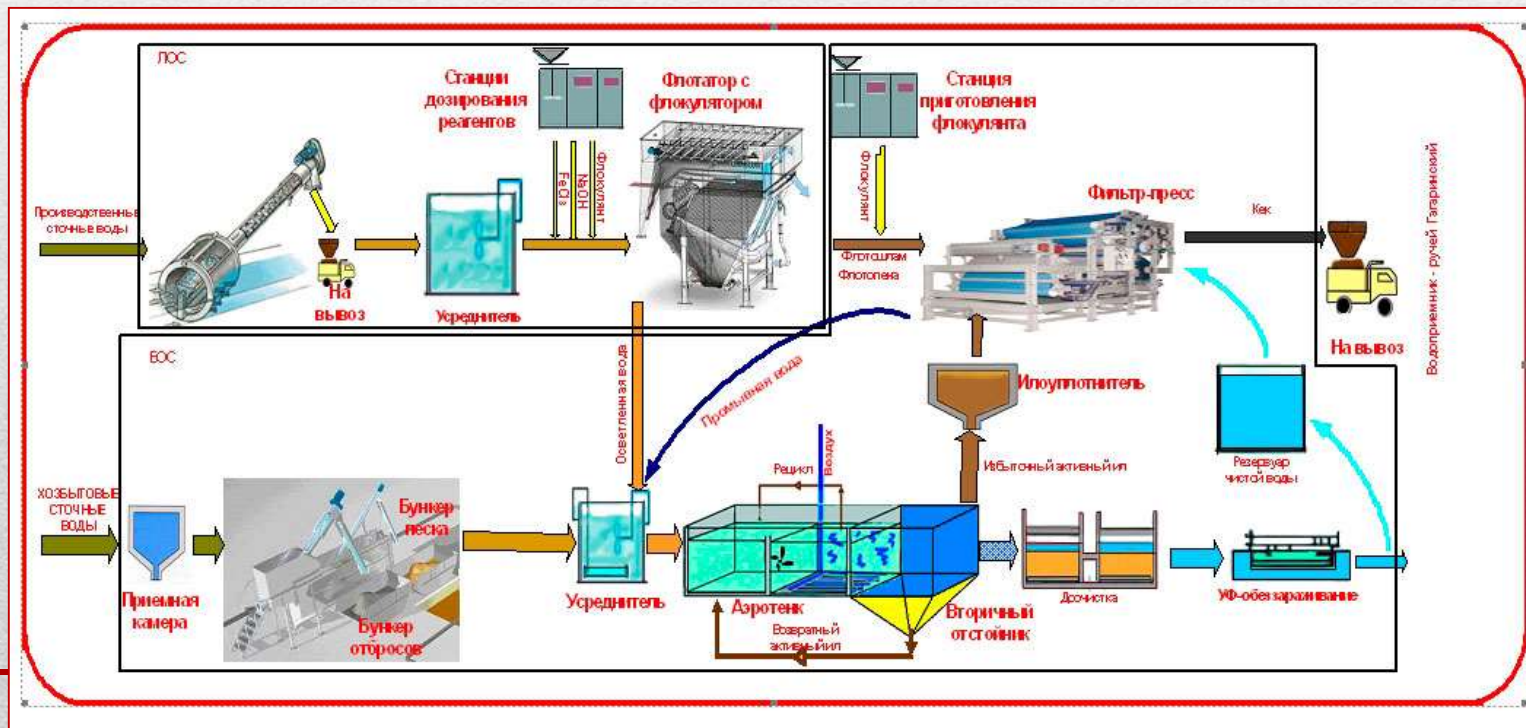 ЛОС
Станции
дозирования
реагентов
Флотатор с
флокулятором
Станция
приготовления
флокулянта
Производственные
сточные воды
На
вывоз
Усреднитель
FeCl3
NaOH
Флокулянт
Флокулянт
Флотошлам
Флотопена
Фильтр-пресс
Кек
На вывоз
Водоприемник - ручей Гагаринский
БОС
Осветленная вода
Промывная вода
Илоуплотнитель
Резервуар
чистой воды
Избыточный активный ил
ХОЗБЫТОВЫЕ
СТОЧНЫЕ
ВОДЫ
Приемная
камера
Бункер
песка
Бункер
отбросов
Усреднитель
Рецикл
Воздух
Аэротенк
Возвратный
активный ил
Вторичный
отстойник
Доочистка
УФ-обеззараживание